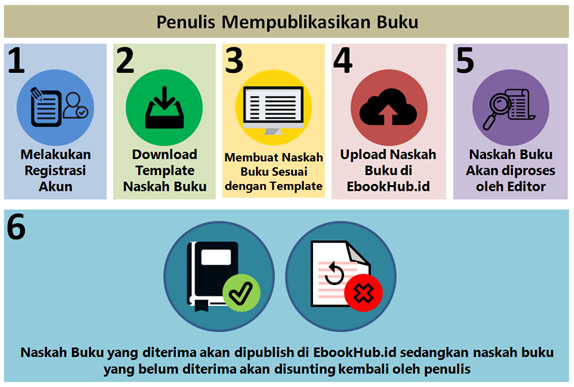 Penulis Mempublikasikan Buku
1
Melakukan
Registrasi
Akun
2
Download
Template
Naskah Buku
3
Membuat Naskah
Buku Sesuai
dengan Template
4
Upload Naskah
Buku di
EbookHub.id
5
Naskah Buku
Akan diproses
oleh Editor
6
Naskah Buku yang diterima akan dipublish di EbookHub.id sedangkan naskah buku
yang belum diterima akan disunting kembali oleh penulis